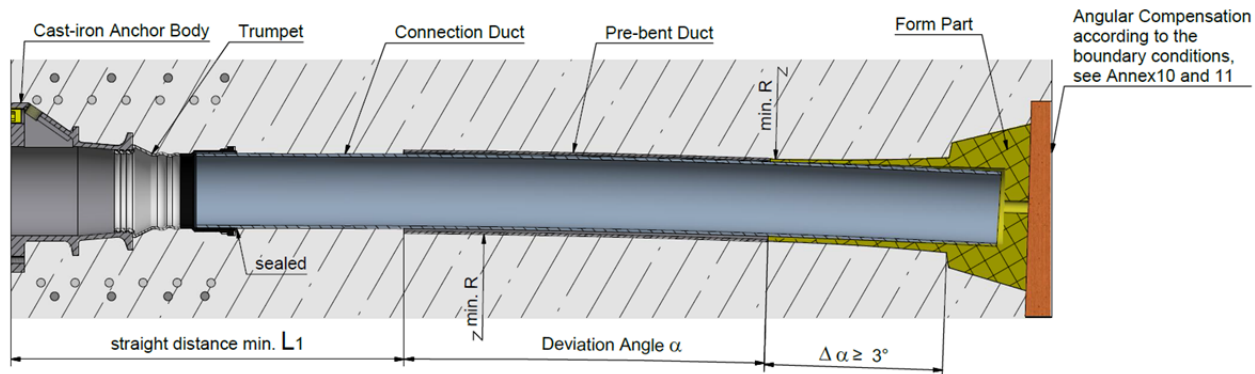 Cast-iron Anchor Body
Trumpet
Connection Duct
Pre-bent Duct
Form Part
Angular Compensation
according to the
boundary conditions,
see Annex10 and 11
min. R
z
sealed
z min. R
straight distance min. L1
Deviation Angle α
Δ α ≥ 3°